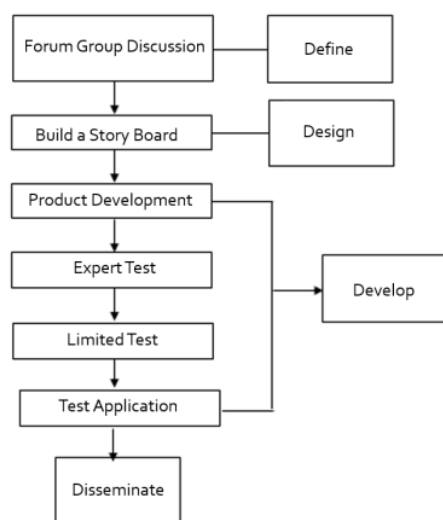 Forum Group Discussion
Define
Build a Story Board
Design
Product Development
Expert Test
Develop
Limited Test
Test Application
Disseminate